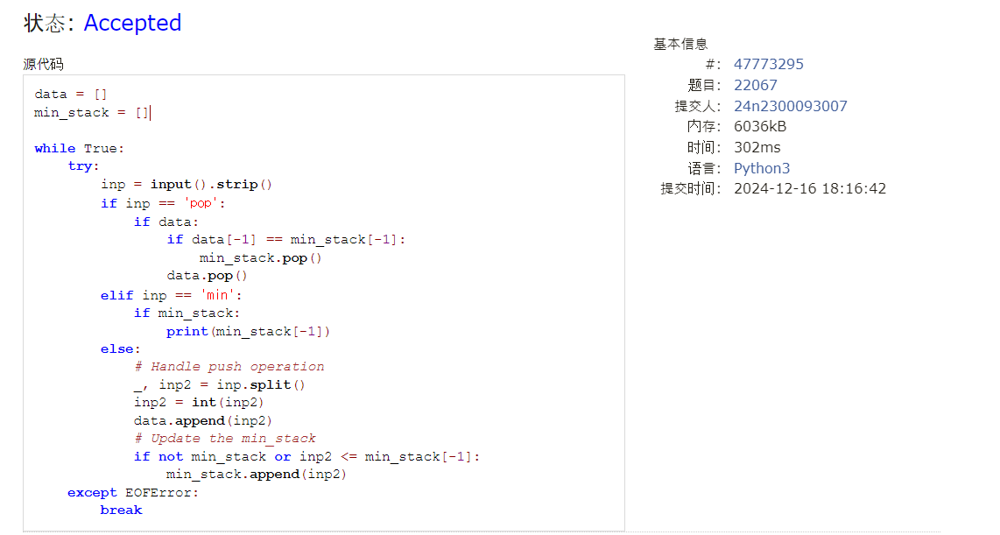 状态: Accepted
源代码
data = []
min_stack = []
while True:
    try:
        inp = input().strip()
        if inp == 'pop':
            if data:
                if data[-1] == min_stack[-1]:
                    min_stack.pop()
                data.pop()
        elif inp == 'min':
            if min_stack:
                print(min_stack[-1])
        else:
            # Handle push operation
            _, inp2 = inp.split()
            inp2 = int(inp2)
            data.append(inp2)
            # Update the min_stack
            if not min_stack or inp2 <= min_stack[-1]:
                min_stack.append(inp2)
    except EOFError:
        break
基本信息
#: 47773295
题目: 22067
提交人: 24n2300093007
内存: 6036kB
时间: 302ms
语言: Python3
提交时间: 2024-12-16 18:16:42